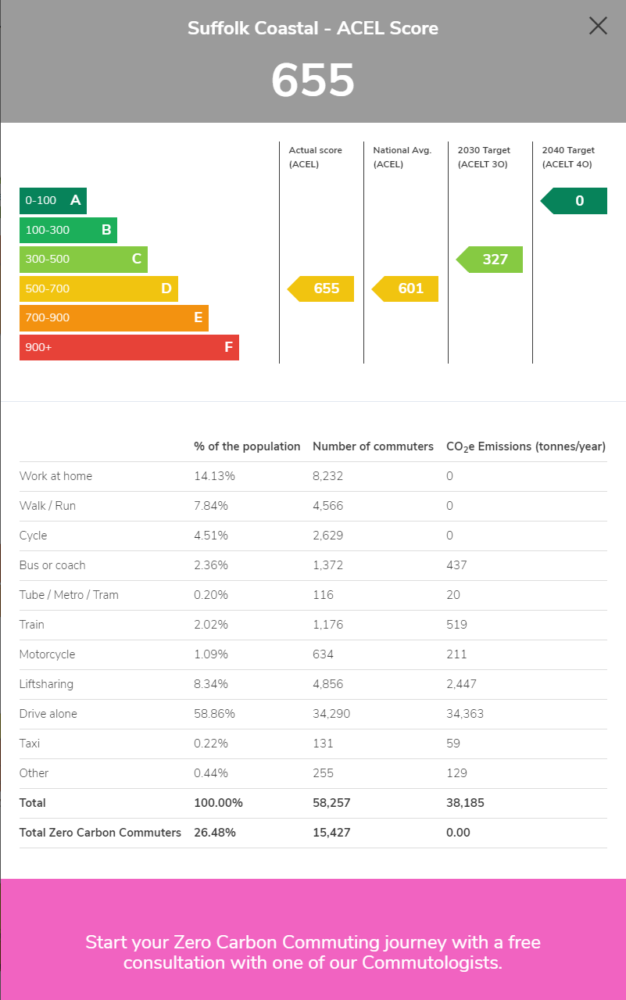 Suffolk Coastal - ACEL Score
655
Actual score (ACEL)
National Avg. (ACEL)
2030 Target (ACELT 3O)
2040 Target (ACELT 4O)
0-100 A 0
100-300 B
300-500 C 327
500-700 D 655 601
700-900 E
900+ F
% of the population Number of commuters CO₂e Emissions (tonnes/year)
Work at home 14.13% 8,232 0
Walk / Run 7.84% 4,566 0
Cycle 4.51% 2,629 0
Bus or coach 2.36% 1,372 437
Tube / Metro / Tram 0.20% 116 20
Train 2.02% 1,176 519
Motorcycle 1.09% 634 211
Liftsharing 8.34% 4,856 2,447
Drive alone 58.86% 34,290 34,363
Taxi 0.22% 131 59
Other 0.44% 255 129
Total 100.00% 58,257 38,185
Total Zero Carbon Commuters 26.48% 15,427 0.00
Start your Zero Carbon Commuting journey with a free
consultation with one of our Commutologists.